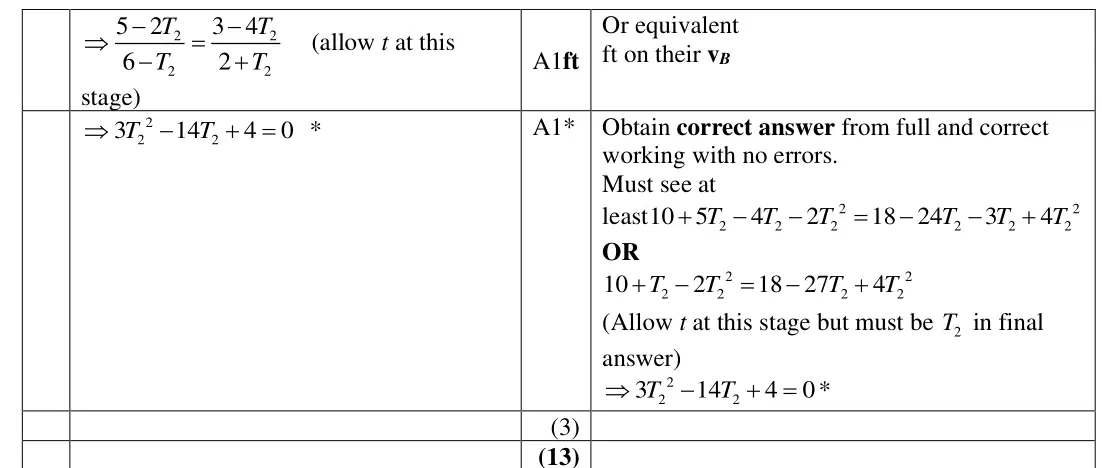 ⇒ (5 − 2T₂)/(6 − T₂) = (3 − 4T₂)/(2 + T₂) (allow t at this
stage)
A1ft
Or equivalent
ft on their v_B
⇒ 3T₂² − 14T₂ + 4 = 0 *
A1*
Obtain correct answer from full and correct
working with no errors.
Must see at
least 10 + 5T₂ − 4T₂ − 2T₂² = 18 − 24T₂ − 3T₂ + 4T₂²
OR
10 + T₂ − 2T₂² = 18 − 27T₂ + 4T₂²
(Allow t at this stage but must be T₂ in final
answer)
⇒ 3T₂² − 14T₂ + 4 = 0 *
(3)
(13)